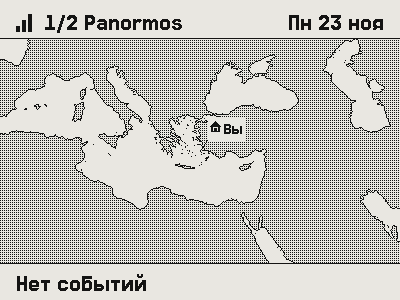 1/2 Panormos
Пн 23 ноя
Вы
Нет событий